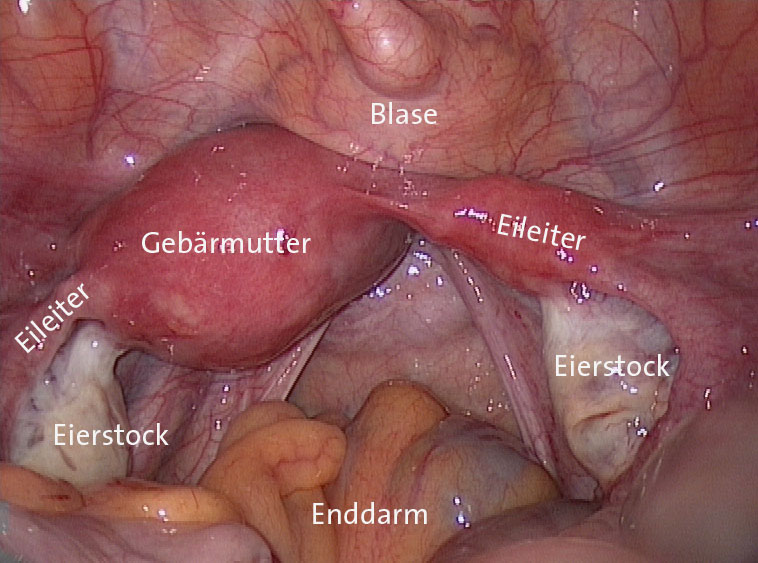 Blase
Gebärmutter
Eileiter
Eileiter
Eierstock
Eierstock
Enddarm